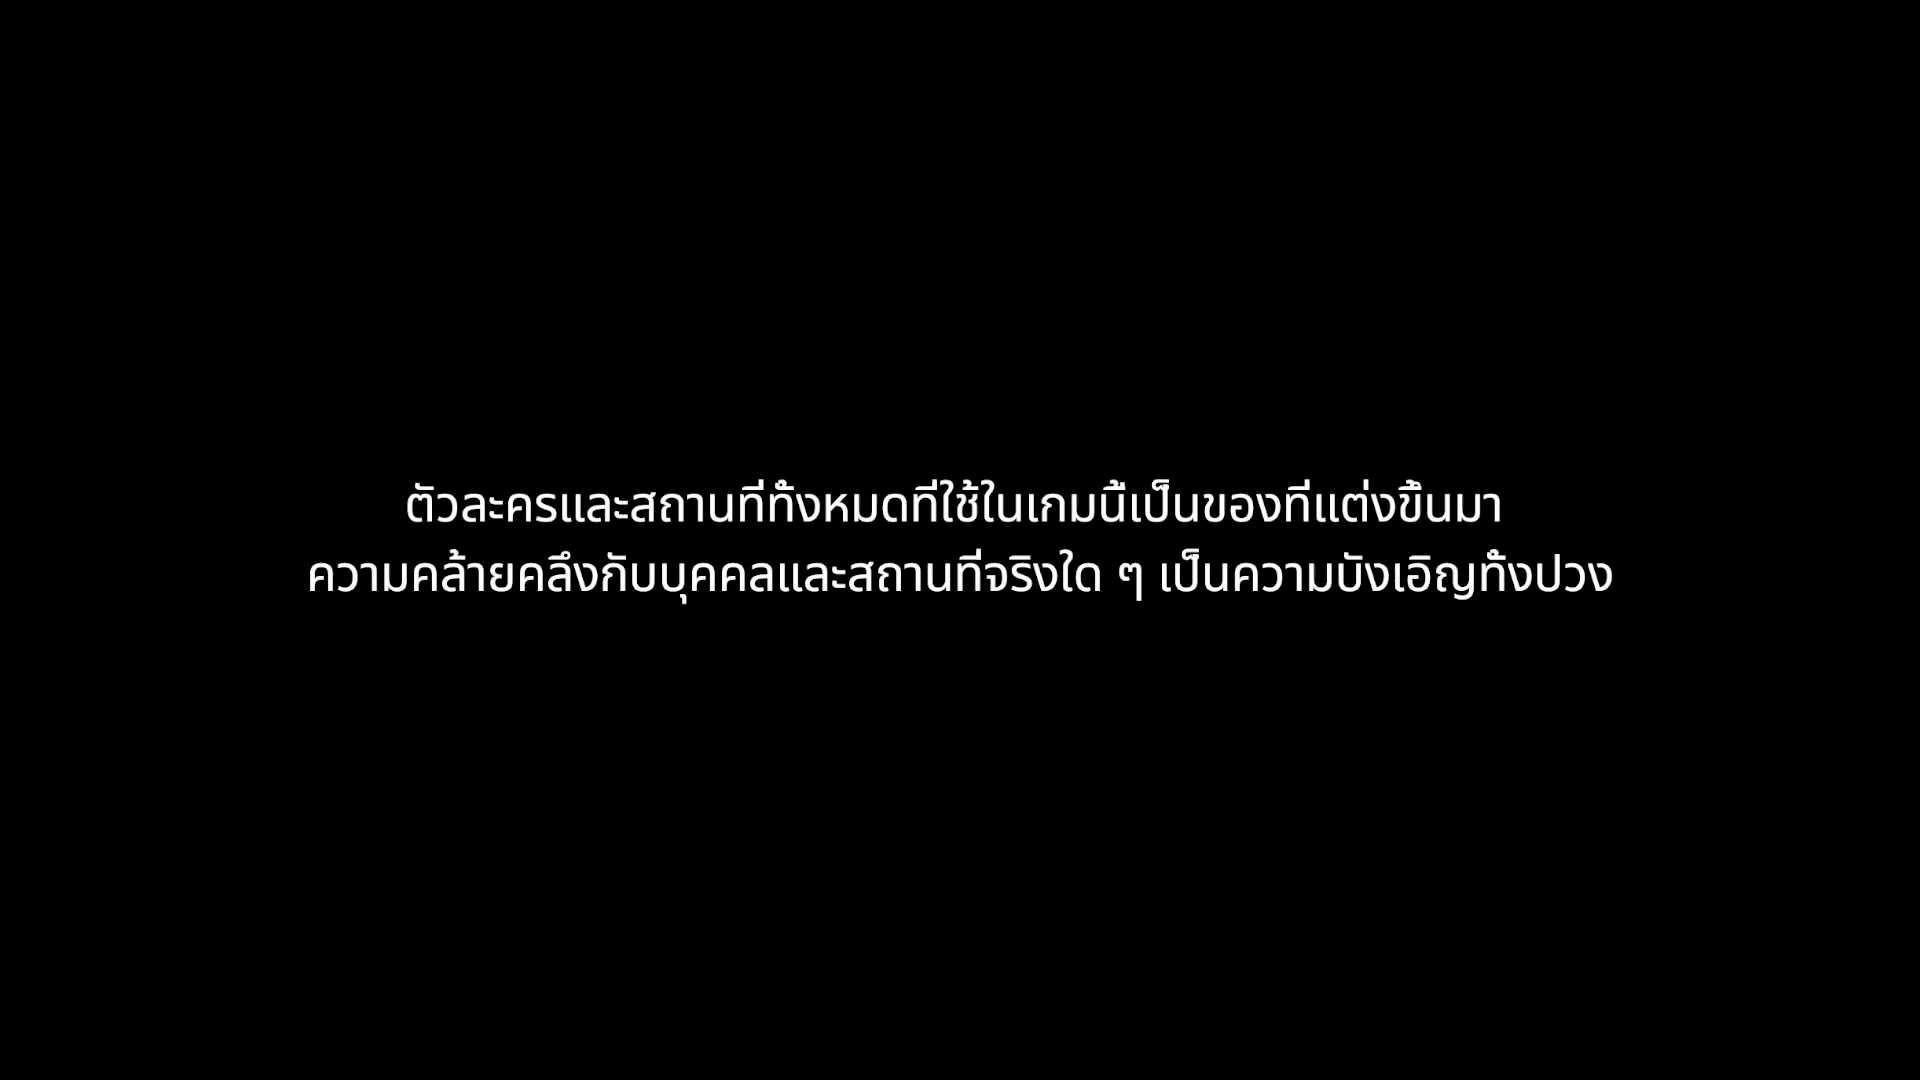 ตัวละครและสถานที่ทั้งหมดที่ใช้ในเกมนี้เป็นของที่แต่งขึ้นมา
ความคล้ายคลึงกับบุคคลและสถานที่จริงใด ๆ เป็นความบังเอิญทั้งปวง